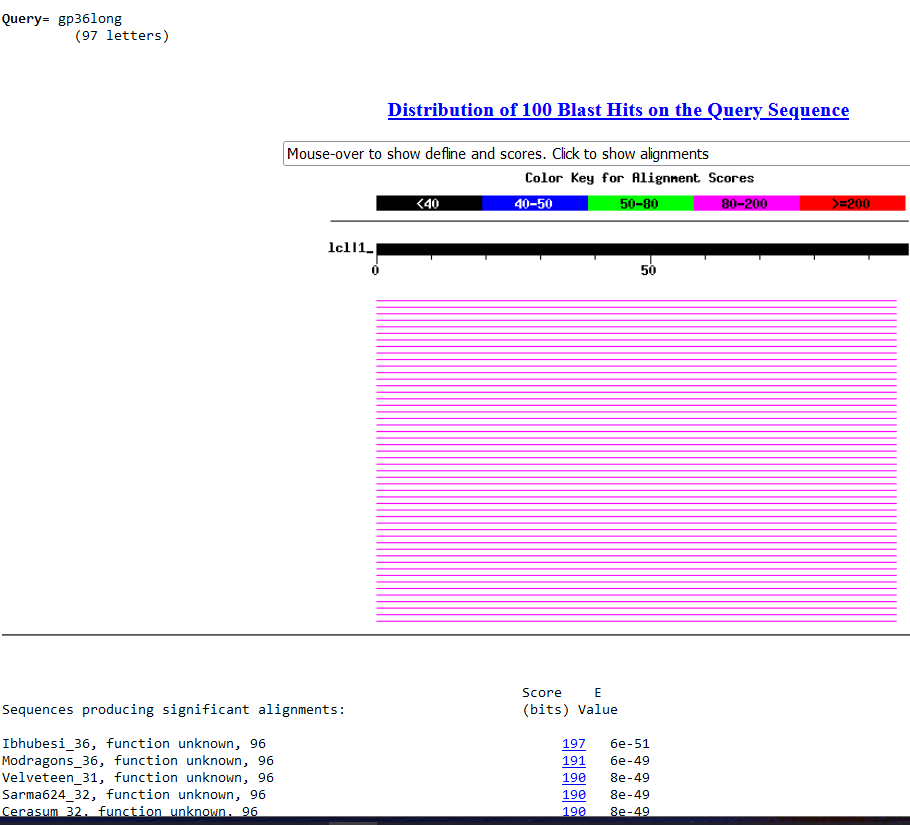 Query= gp36long
(97 letters)
Distribution of 100 Blast Hits on the Query Sequence
Mouse-over to show defline and scores. Click to show alignments
Color Key for Alignment Scores
<40 40-50 50-80 80-200 >=200
lcl|1_
0 50
Score E
Sequences producing significant alignments: (bits) Value
Ibhubesi_36, function unknown, 96 197 6e-51
Modragons_36, function unknown, 96 191 6e-49
Velveteen_31, function unknown, 96 190 8e-49
Sarma624_32, function unknown, 96 190 8e-49
Cerasum_32, function unknown, 96 190 8e-49